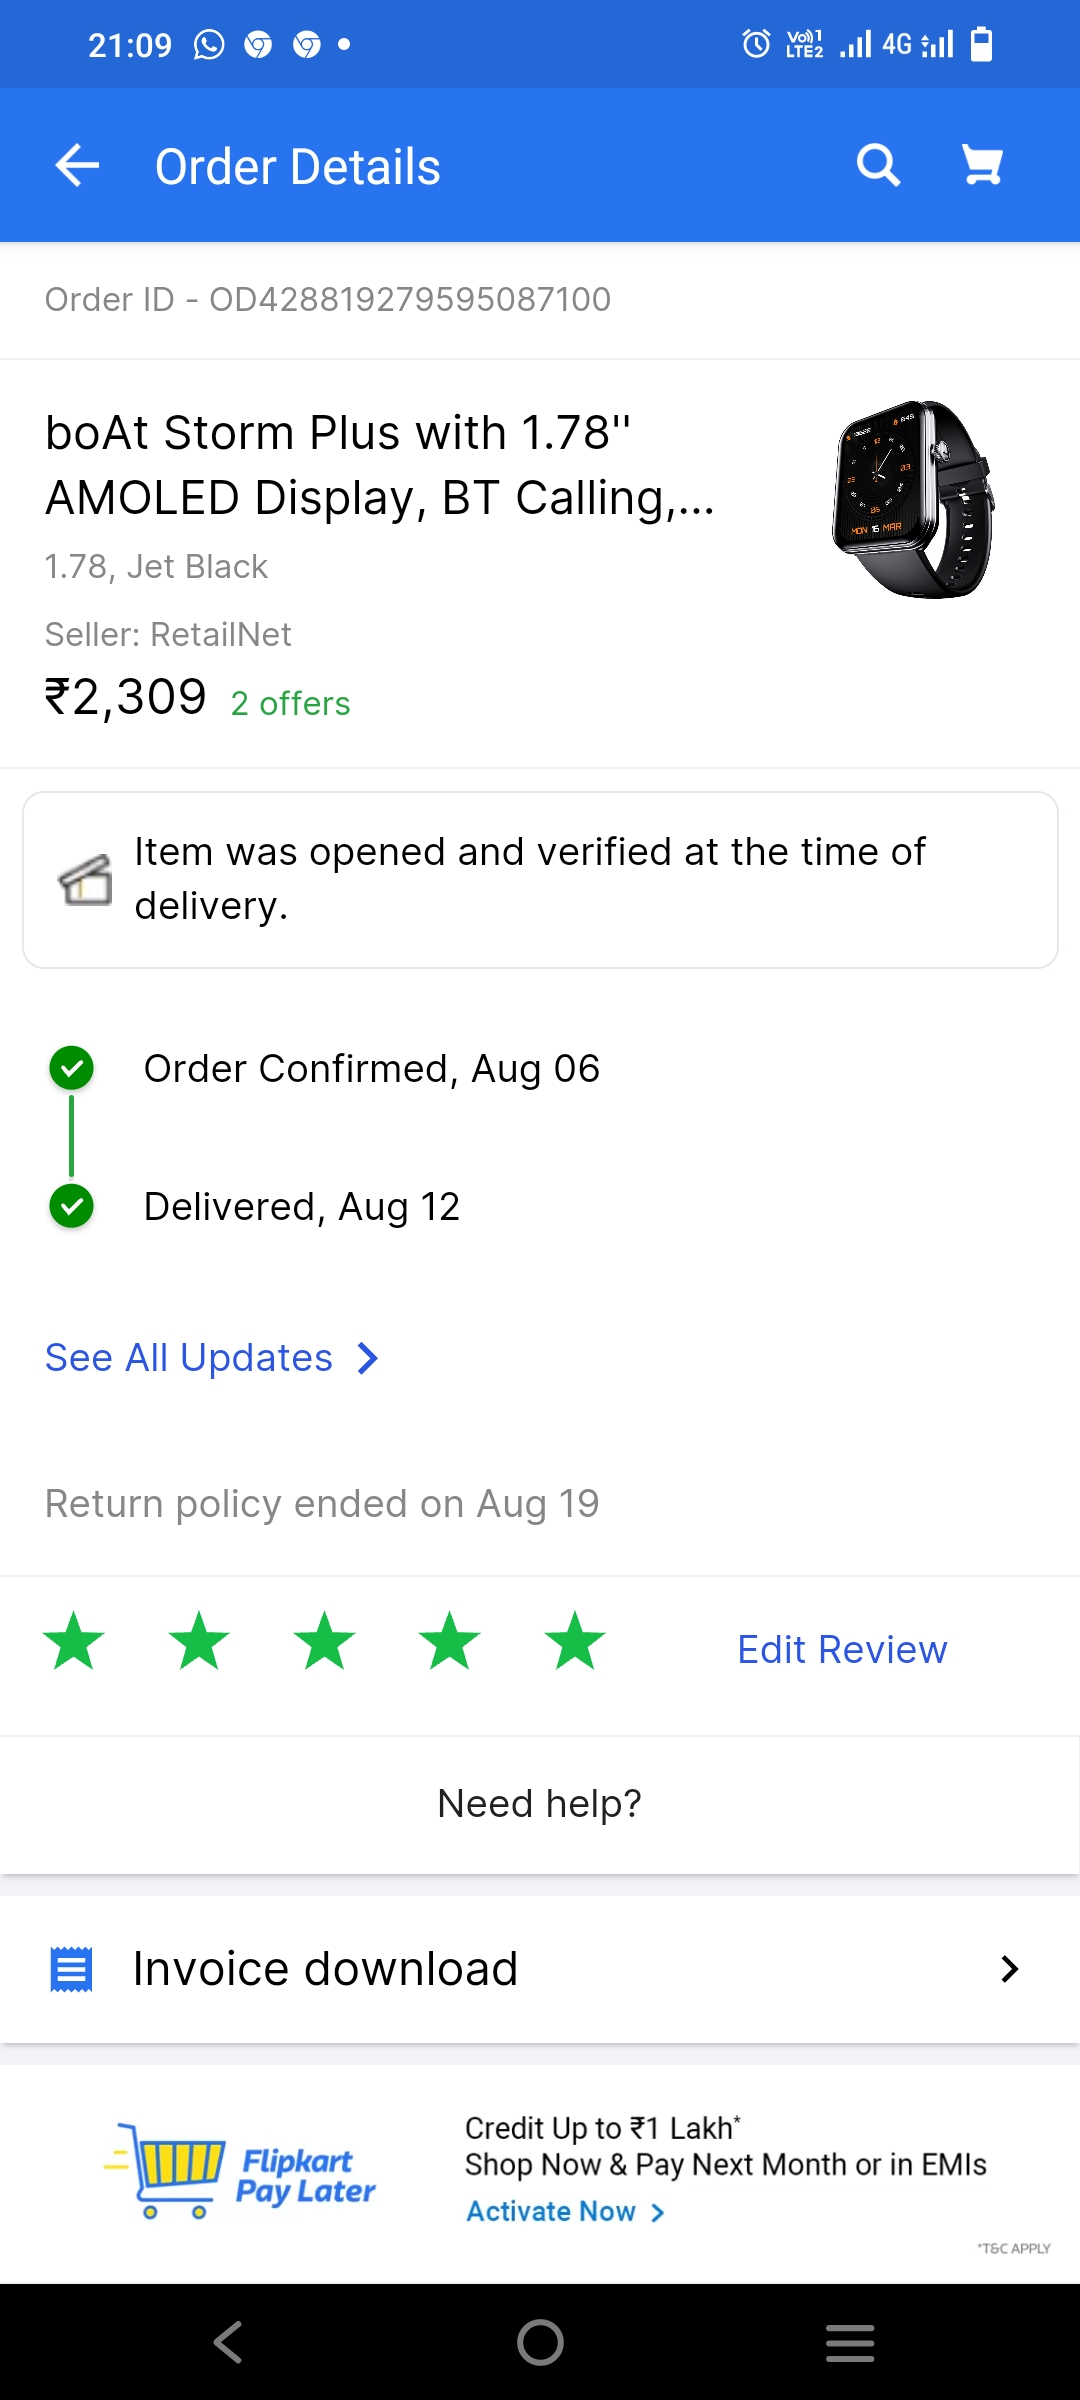 21:09
Vo))1
LTE2
4G
Order Details
Order ID - OD428819279595087100
boAt Storm Plus with 1.78"
AMOLED Display, BT Calling,...
1.78, Jet Black
Seller: RetailNet
₹2,309 2 offers
MON 16 MAR
Item was opened and verified at the time of
delivery.
Order Confirmed, Aug 06
Delivered, Aug 12
See All Updates
Return policy ended on Aug 19
Edit Review
Need help?
Invoice download
Flipkart
Pay Later
Credit Up to ₹1 Lakh*
Shop Now & Pay Next Month or in EMIs
Activate Now
*T&C APPLY